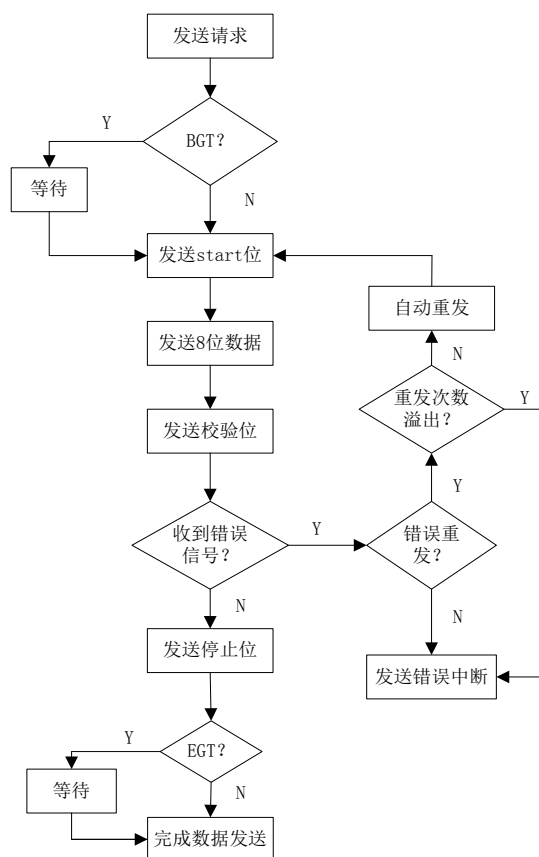 发送请求
BGT?
Y
等待
N
发送start位
自动重发
发送8位数据
N
重发次数
溢出?
Y
发送校验位
Y
收到错误
信号?
Y
错误重
发?
N
N
发送停止位
发送错误中断
EGT?
Y
等待
N
完成数据发送